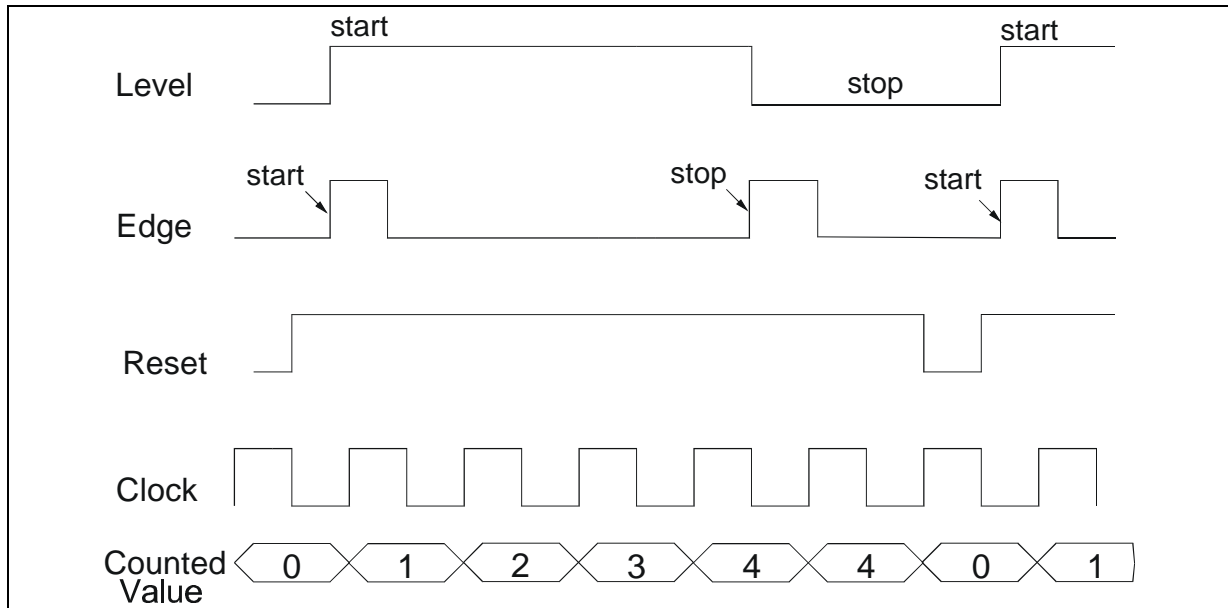 start
start
Level
stop
start
stop
start
Edge
Reset
Clock
Counted
Value
0 1 2 3 4 4 0 1